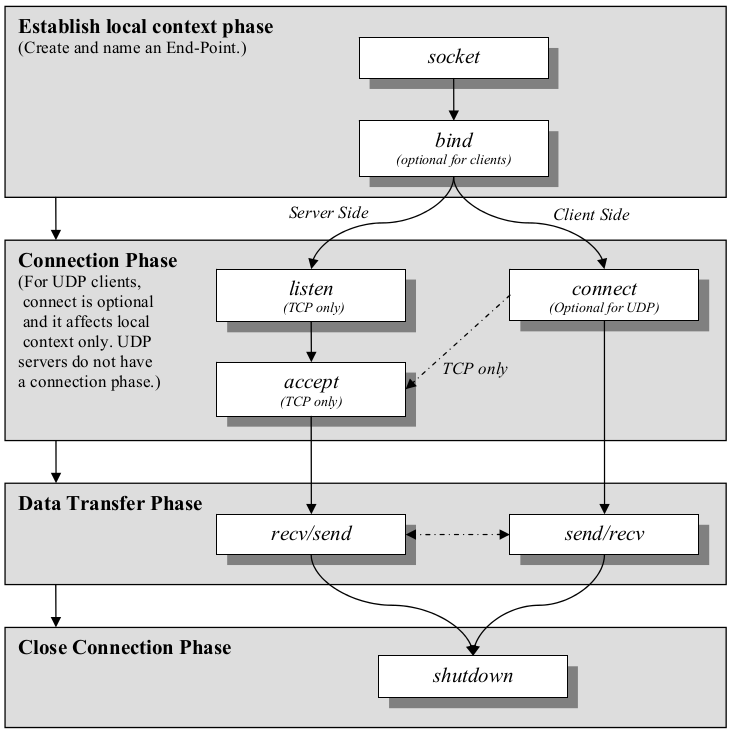 Establish local context phase
(Create and name an End-Point.)
socket
bind
(optional for clients)
Server Side
Client Side
Connection Phase
(For UDP clients,
connect is optional
and it affects local
context only. UDP
servers do not have
a connection phase.)
listen
(TCP only)
connect
(Optional for UDP)
TCP only
accept
(TCP only)
Data Transfer Phase
recv/send
send/recv
Close Connection Phase
shutdown